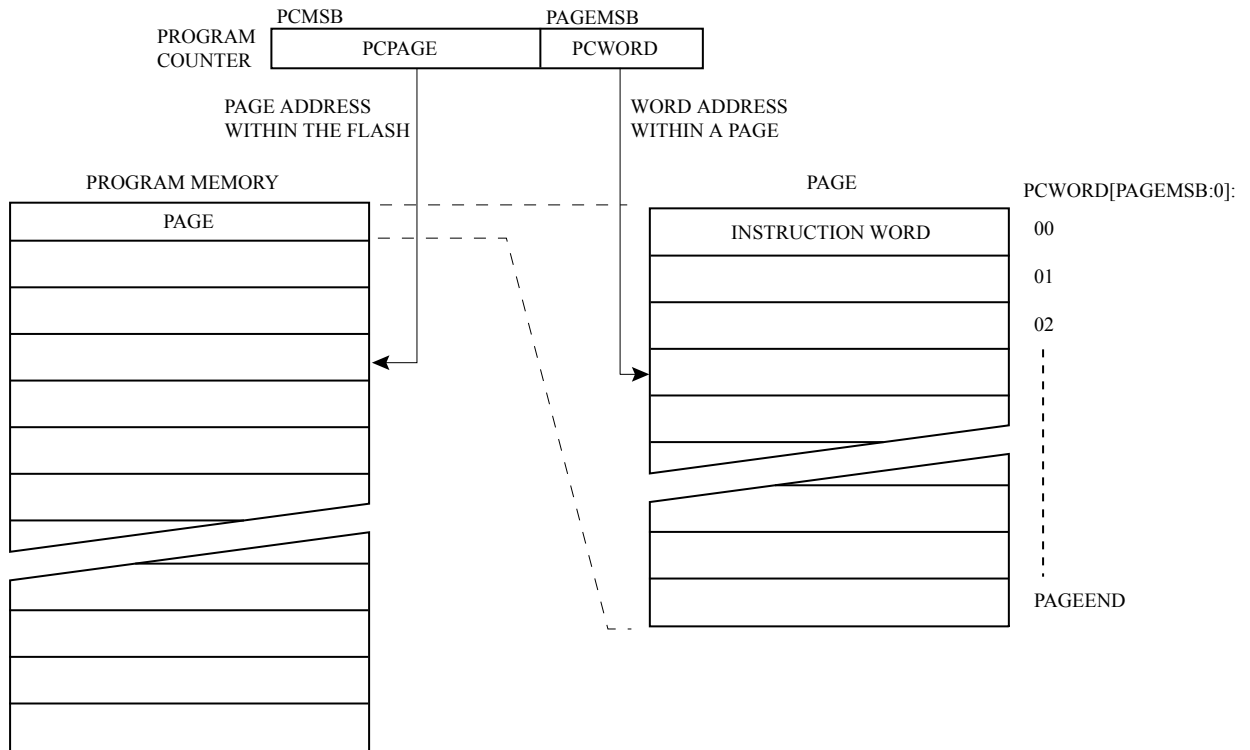 PCMSB
PAGEMSB
PROGRAM
COUNTER
PCPAGE
PCWORD
PAGE ADDRESS
WITHIN THE FLASH
WORD ADDRESS
WITHIN A PAGE
PROGRAM MEMORY
PAGE
PAGE
INSTRUCTION WORD
PCWORD[PAGEMSB:0]:
00
01
02
PAGEEND